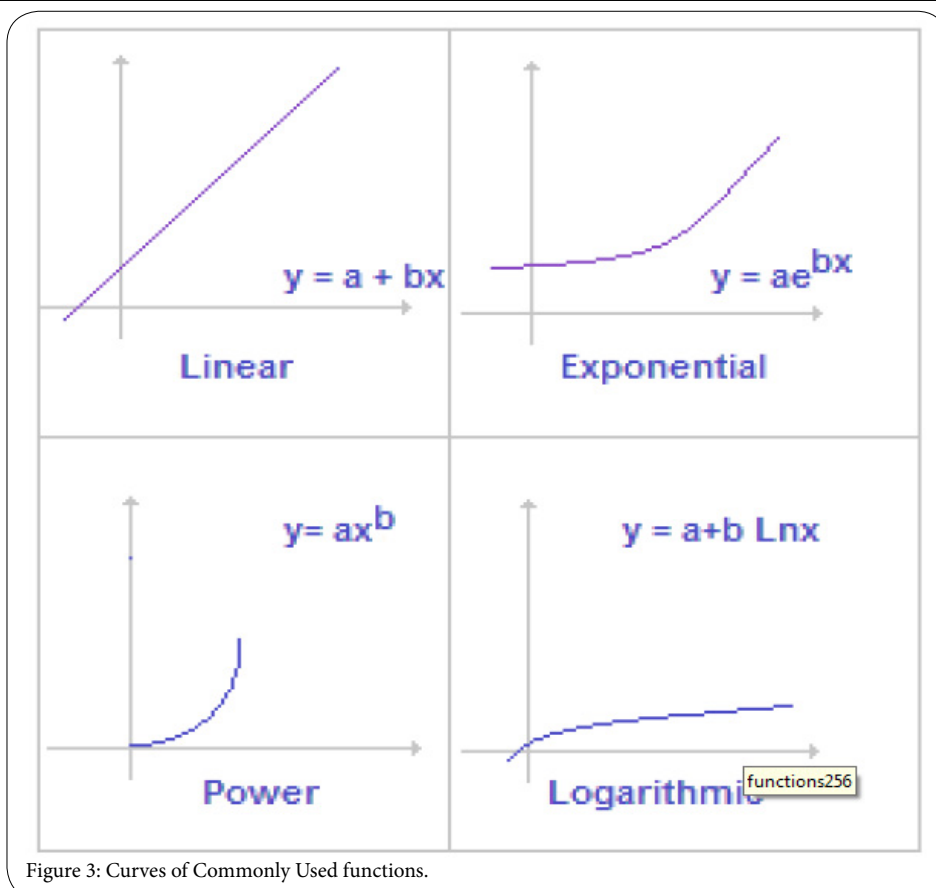 y = a + bx
Linear
y = ae^bx
Exponential
y= ax^b
Power
y = a+b Lnx
Logarithmic
functions256
Figure 3: Curves of Commonly Used functions.